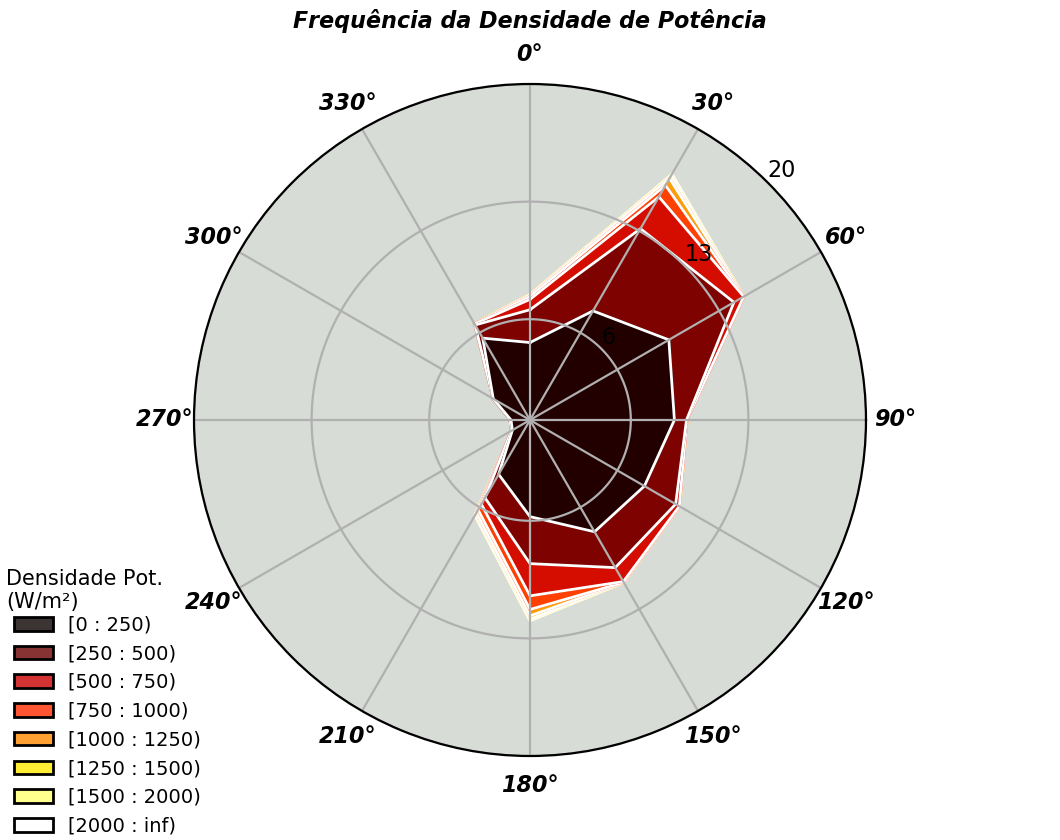 Frequência da Densidade de Potência
0°
330°
30°
20
300°
60°
13
6
270°
90°
Densidade Pot.
(W/m²)
240°
120°
[0 : 250)
[250 : 500)
[500 : 750)
[750 : 1000)
210°
150°
[1000 : 1250)
[1250 : 1500)
180°
[1500 : 2000)
[2000 : inf)